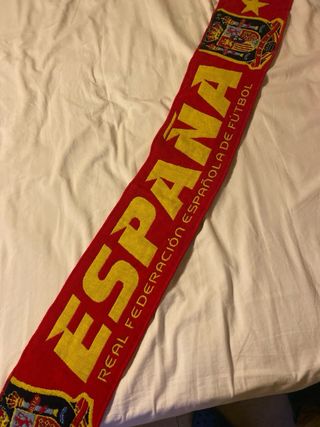 ESPAÑA
REAL FEDERACIÓN ESPAÑOLA DE FÚTBOL